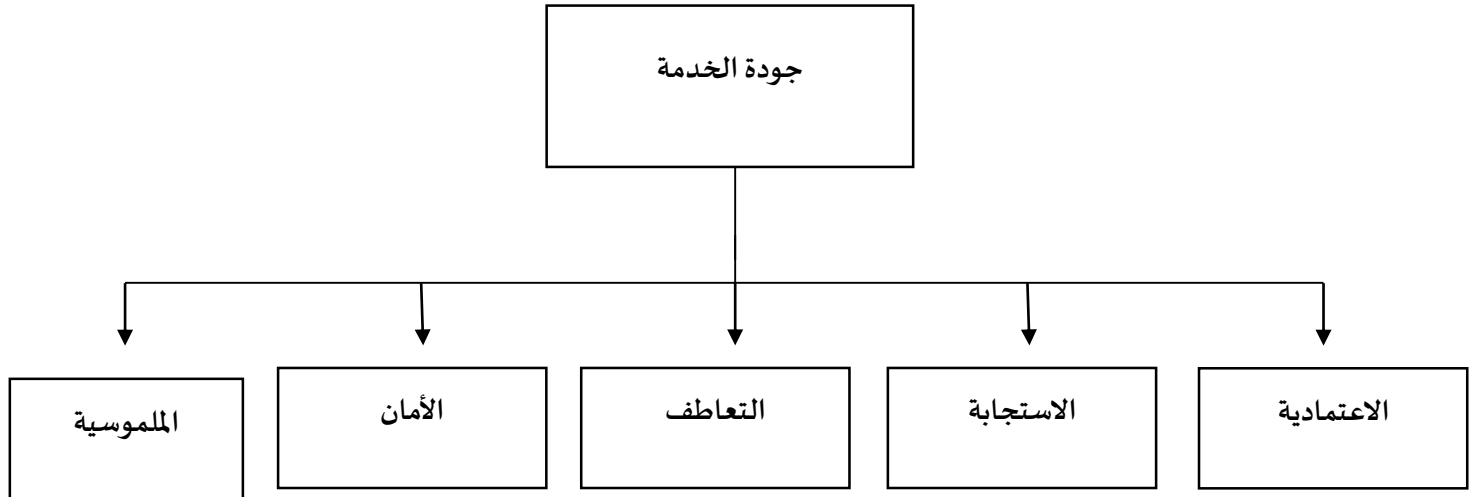 جودة الخدمة
الاعتمادية
الاستجابة
التعاطف
الأمان
الملموسية